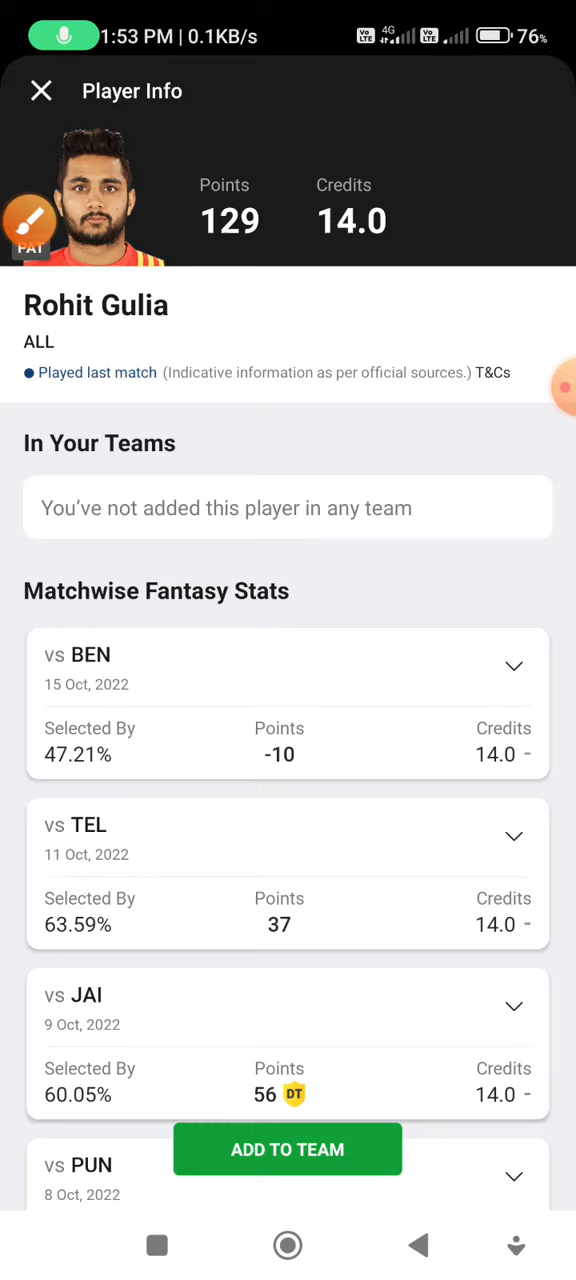 1:53 PM | 0.1KB/s
Vo LTE 4G Vo LTE 76%
Player Info
Points Credits
129 14.0
PAT
Rohit Gulia
ALL
Played last match (Indicative information as per official sources.) T&Cs
In Your Teams
You’ve not added this player in any team
Matchwise Fantasy Stats
vs BEN
15 Oct, 2022
Selected By Points Credits
47.21% -10 14.0 -
vs TEL
11 Oct, 2022
Selected By Points Credits
63.59% 37 14.0 -
vs JAI
9 Oct, 2022
Selected By Points Credits
60.05% 56 DT 14.0 -
ADD TO TEAM
vs PUN
8 Oct, 2022